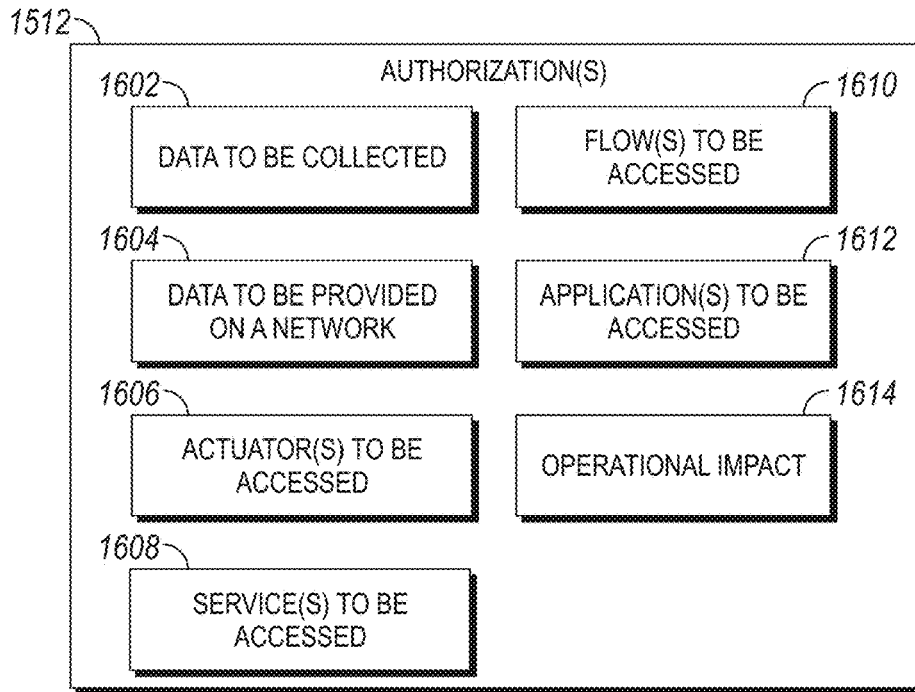 1512
AUTHORIZATION(S)
1602
DATA TO BE COLLECTED
1610
FLOW(S) TO BE
ACCESSED
1604
DATA TO BE PROVIDED
ON A NETWORK
1612
APPLICATION(S) TO BE
ACCESSED
1606
ACTUATOR(S) TO BE
ACCESSED
1614
OPERATIONAL IMPACT
1608
SERVICE(S) TO BE
ACCESSED